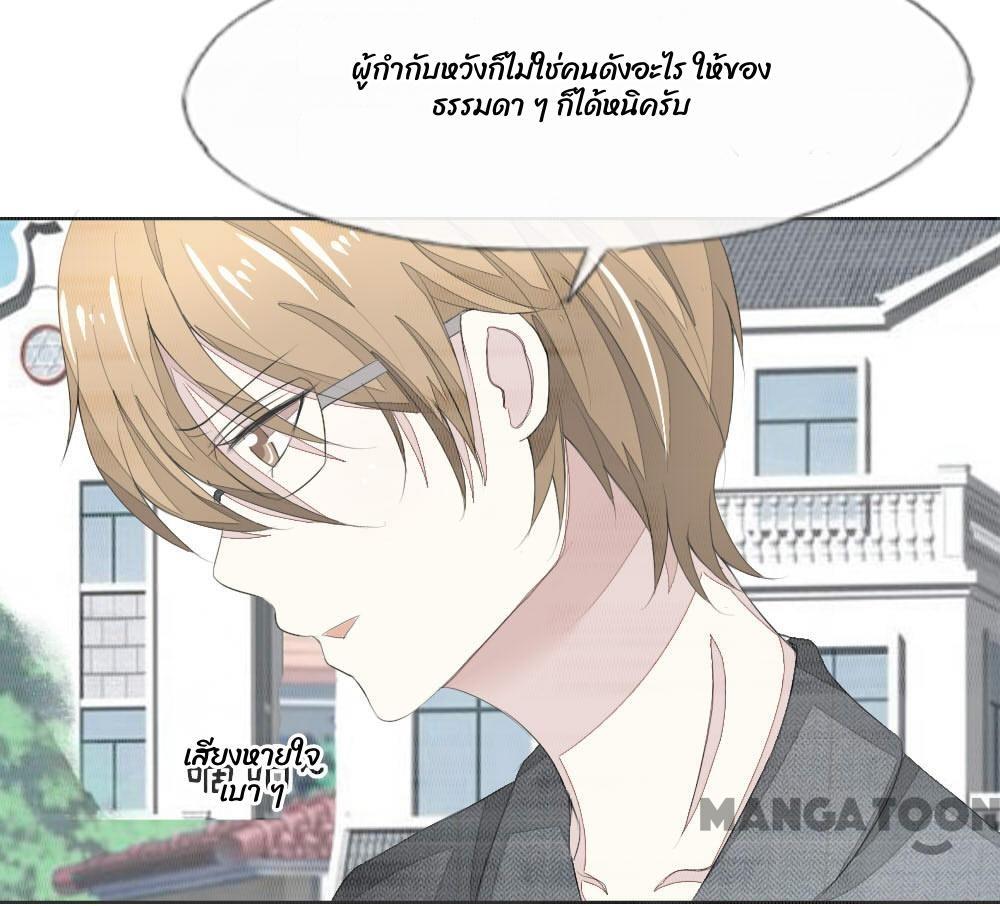 ผู้กำกับหวังก็ไม่ใช่คนดังอะไร ให้ของ
ธรรมดา ๆ ก็ได้หนิครับ
เสียงหายใจ
เบา ๆ
MANGATOON